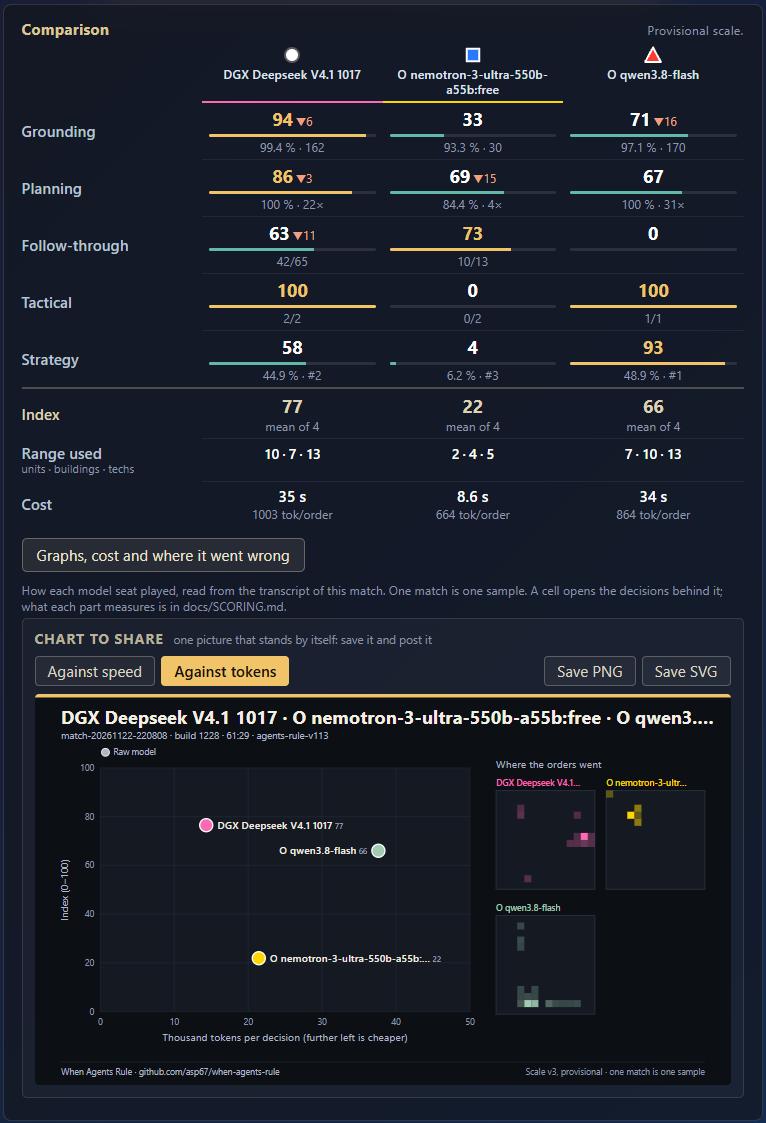 Comparison
Provisional scale.
DGX Deepseek V4.1 1017
O nemotron-3-ultra-550b-a55b:free
O qwen3.8-flash
Grounding
94 ▼6
33
71 ▼16
99.4 % · 162
93.3 % · 30
97.1 % · 170
Planning
86 ▼3
69 ▼15
67
100 % · 22×
84.4 % · 4×
100 % · 31×
Follow-through
63 ▼11
73
0
42/65
10/13
Tactical
100
0
100
2/2
0/2
1/1
Strategy
58
4
93
44.9 % · #2
6.2 % · #3
48.9 % · #1
Index
77
22
66
mean of 4
mean of 4
mean of 4
Range used
10 · 7 · 13
2 · 4 · 5
7 · 10 · 13
units · buildings · techs
Cost
35 s
8.6 s
34 s
1003 tok/order
664 tok/order
864 tok/order
Graphs, cost and where it went wrong
How each model seat played, read from the transcript of this match. One match is one sample. A cell opens the decisions behind it;
what each part measures is in docs/SCORING.md.
CHART TO SHARE one picture that stands by itself: save it and post it
Against speed
Against tokens
Save PNG
Save SVG
DGX Deepseek V4.1 1017 · O nemotron-3-ultra-550b-a55b:free · O qwen3....
match-20261122-220808 · build 1228 · 61:29 · agents-rule-v113
Raw model
Where the orders went
DGX Deepseek V4.1...
O nemotron-3-ultr...
O qwen3.8-flash
100
80
60
40
20
0
Index (0–100)
DGX Deepseek V4.1 1017 77
O qwen3.8-flash 66
O nemotron-3-ultra-550b-a55b:... 22
0
10
20
30
40
50
Thousand tokens per decision (further left is cheaper)
When Agents Rule · github.com/asp67/when-agents-rule
Scale v3, provisional · one match is one sample